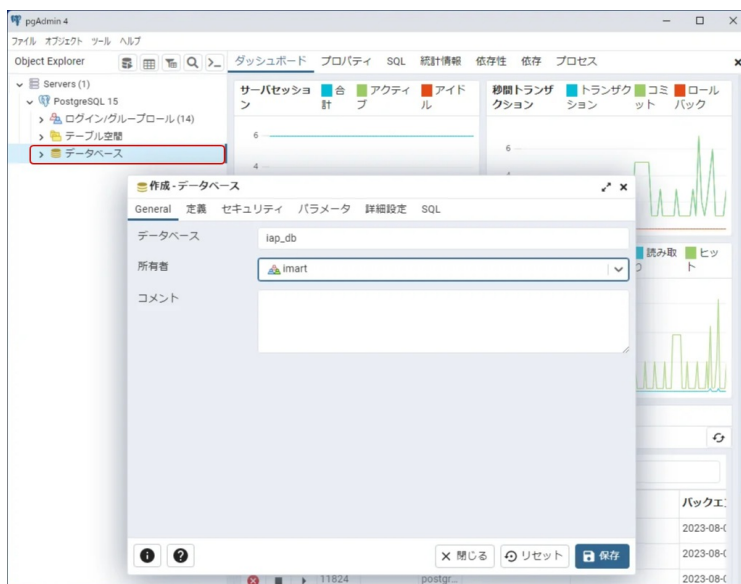 pgAdmin 4
ファイル オブジェクト ツール ヘルプ
Object Explorer
ダッシュボード プロパティ SQL 統計情報 依存性 依存 プロセス
Servers (1)
PostgreSQL 15
ログイン/グループロール (14)
テーブル空間
データベース
サーバセッション 合計 アクティブ アイドル
6
4
秒間トランザクション トランザクション コミット ロールバック
6
作成 - データベース
General 定義 セキュリティ パラメータ 詳細設定 SQL
データベース iap_db
所有者 imart
コメント
読み取り ヒット
閉じる リセット 保存
バックエ
2023-08-0
2023-08-0
11824 postgr... 2023-08-0